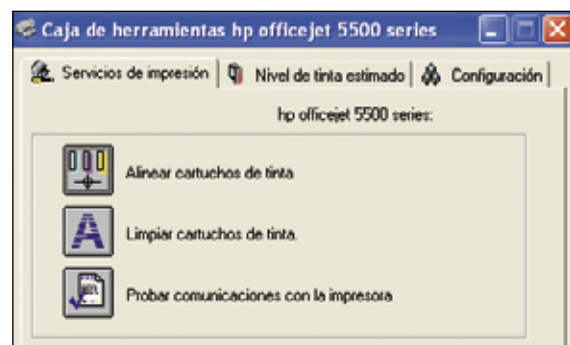 Caja de herramientas hp officejet 5500 series
Servicios de impresión Nivel de tinta estimado Configuración
hp officejet 5500 series:
Alinear cartuchos de tinta
Limpiar cartuchos de tinta.
Probar comunicaciones con la impresora